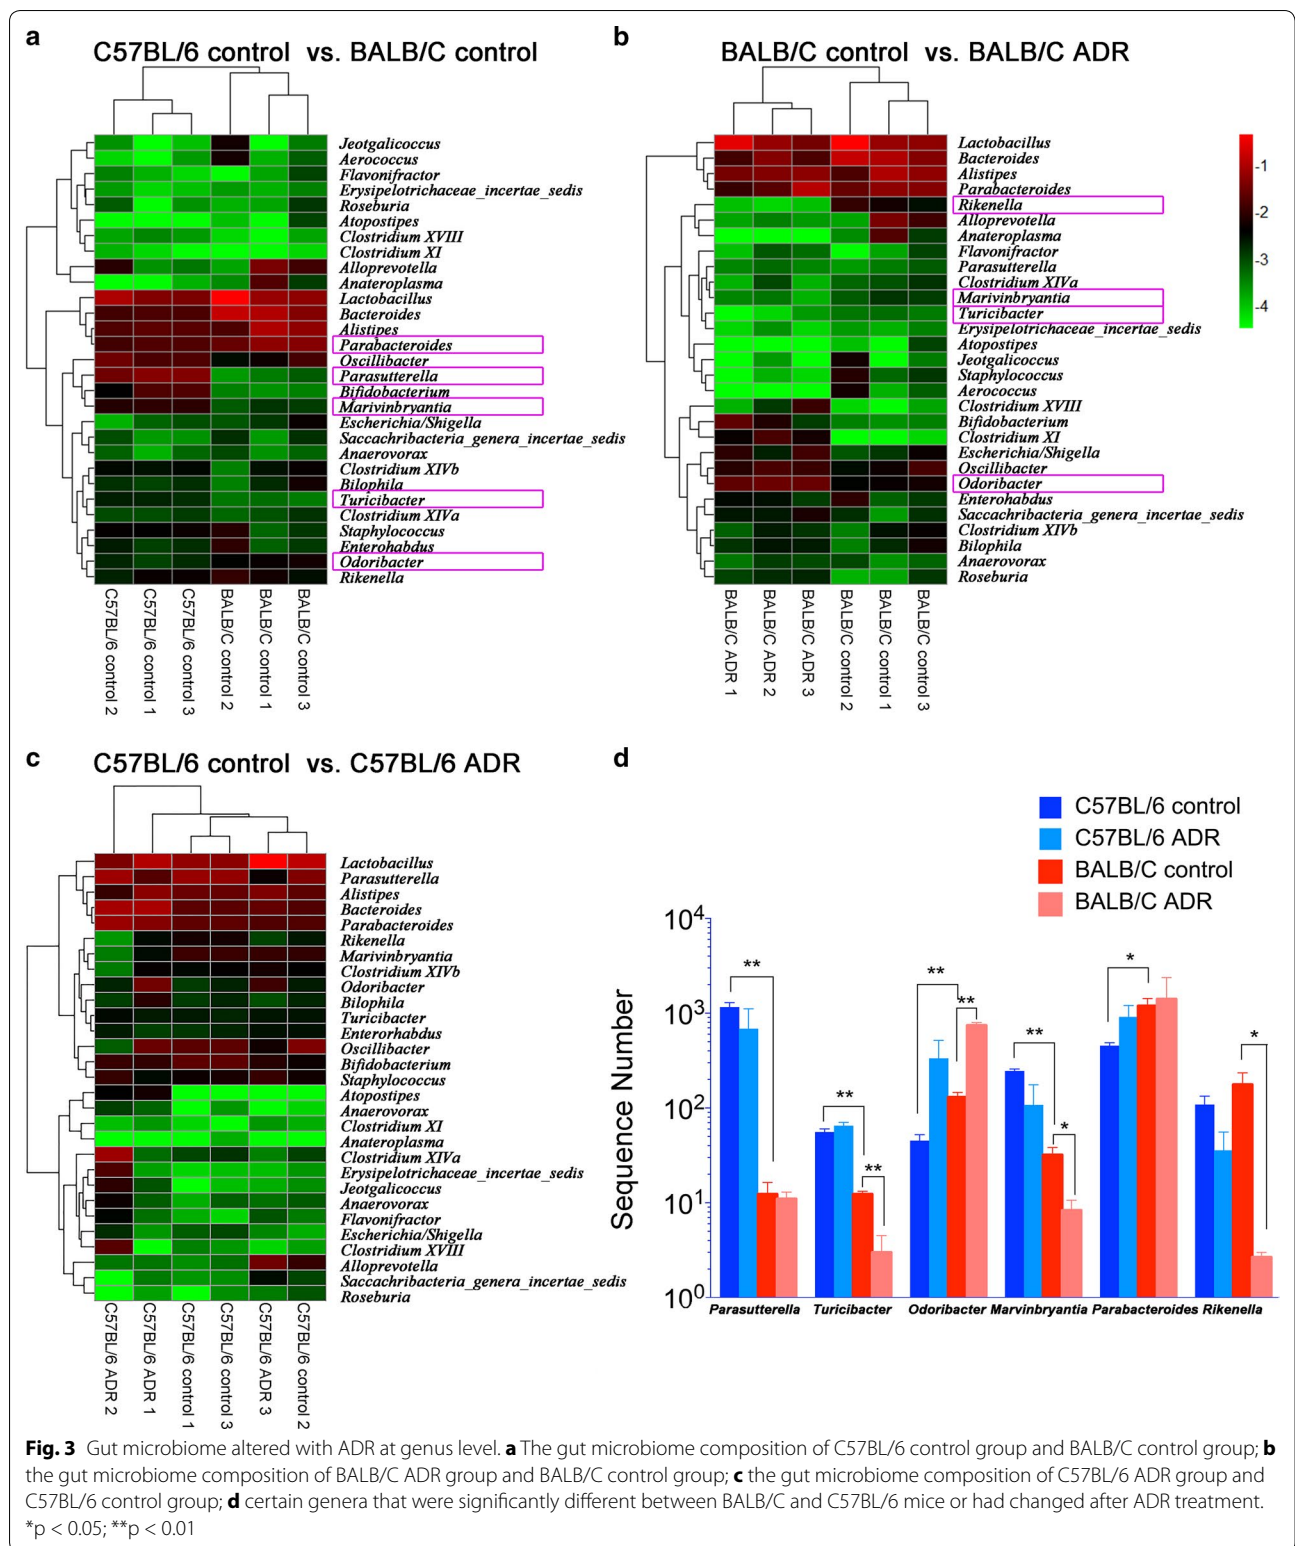 a
C57BL/6 control vs. BALB/C control
Jeotgalicoccus
Aerococcus
Flavonifractor
Erysipelotrichaceae_incertae_sedis
Roseburia
Atopostipes
Clostridium XVIII
Clostridium XI
Alloprevotella
Anateroplasma
Lactobacillus
Bacteroides
Alistipes
Parabacteroides
Oscillibacter
Parasutterella
Bifidobacterium
Marivinbryantia
Escherichia/Shigella
Saccachribacteria_genera_incertae_sedis
Anaerovorax
Clostridium XIVb
Bilophila
Turicibacter
Clostridium XIVa
Staphylococcus
Enterohabdus
Odoribacter
Rikenella
C57BL/6 control 2
C57BL/6 control 1
C57BL/6 control 3
BALB/C control 2
BALB/C control 1
BALB/C control 3
b
BALB/C control vs. BALB/C ADR
Lactobacillus
Bacteroides
Alistipes
Parabacteroides
Rikenella
Alloprevotella
Anateroplasma
Flavonifractor
Parasutterella
Clostridium XIVa
Marivinbryantia
Turicibacter
Erysipelotrichaceae_incertae_sedis
Atopostipes
Jeotgalicoccus
Staphylococcus
Aerococcus
Clostridium XVIII
Bifidobacterium
Clostridium XI
Escherichia/Shigella
Oscillibacter
Odoribacter
Enterohabdus
Saccachribacteria_genera_incertae_sedis
Clostridium XIVb
Bilophila
Anaerovorax
Roseburia
BALB/C ADR 1
BALB/C ADR 2
BALB/C ADR 3
BALB/C control 2
BALB/C control 1
BALB/C control 3
-1
-2
-3
-4
c
C57BL/6 control vs. C57BL/6 ADR
Lactobacillus
Parasutterella
Alistipes
Bacteroides
Parabacteroides
Rikenella
Marivinbryantia
Clostridium XIVb
Odoribacter
Bilophila
Turicibacter
Enterorhabdus
Oscillibacter
Bifidobacterium
Staphylococcus
Atopostipes
Anaerovorax
Clostridium XI
Anateroplasma
Clostridium XIVa
Erysipelotrichaceae_incertae_sedis
Jeotgalicoccus
Anaerovorax
Flavonifractor
Escherichia/Shigella
Clostridium XVIII
Alloprevotella
Saccachribacteria_genera_incertae_sedis
Roseburia
C57BL/6 ADR 2
C57BL/6 ADR 1
C57BL/6 control 1
C57BL/6 control 3
C57BL/6 ADR 3
C57BL/6 control 2
d
C57BL/6 control
C57BL/6 ADR
BALB/C control
BALB/C ADR
Sequence Number
10⁴
10³
10²
10¹
10⁰
**
**
**
**
**
**
*
*
*
Parasutterella Turicibacter Odoribacter Marvinbryantia Parabacteroides Rikenella
Fig. 3 Gut microbiome altered with ADR at genus level. a The gut microbiome composition of C57BL/6 control group and BALB/C control group; b
the gut microbiome composition of BALB/C ADR group and BALB/C control group; c the gut microbiome composition of C57BL/6 ADR group and
C57BL/6 control group; d certain genera that were significantly different between BALB/C and C57BL/6 mice or had changed after ADR treatment.
*p < 0.05; **p < 0.01